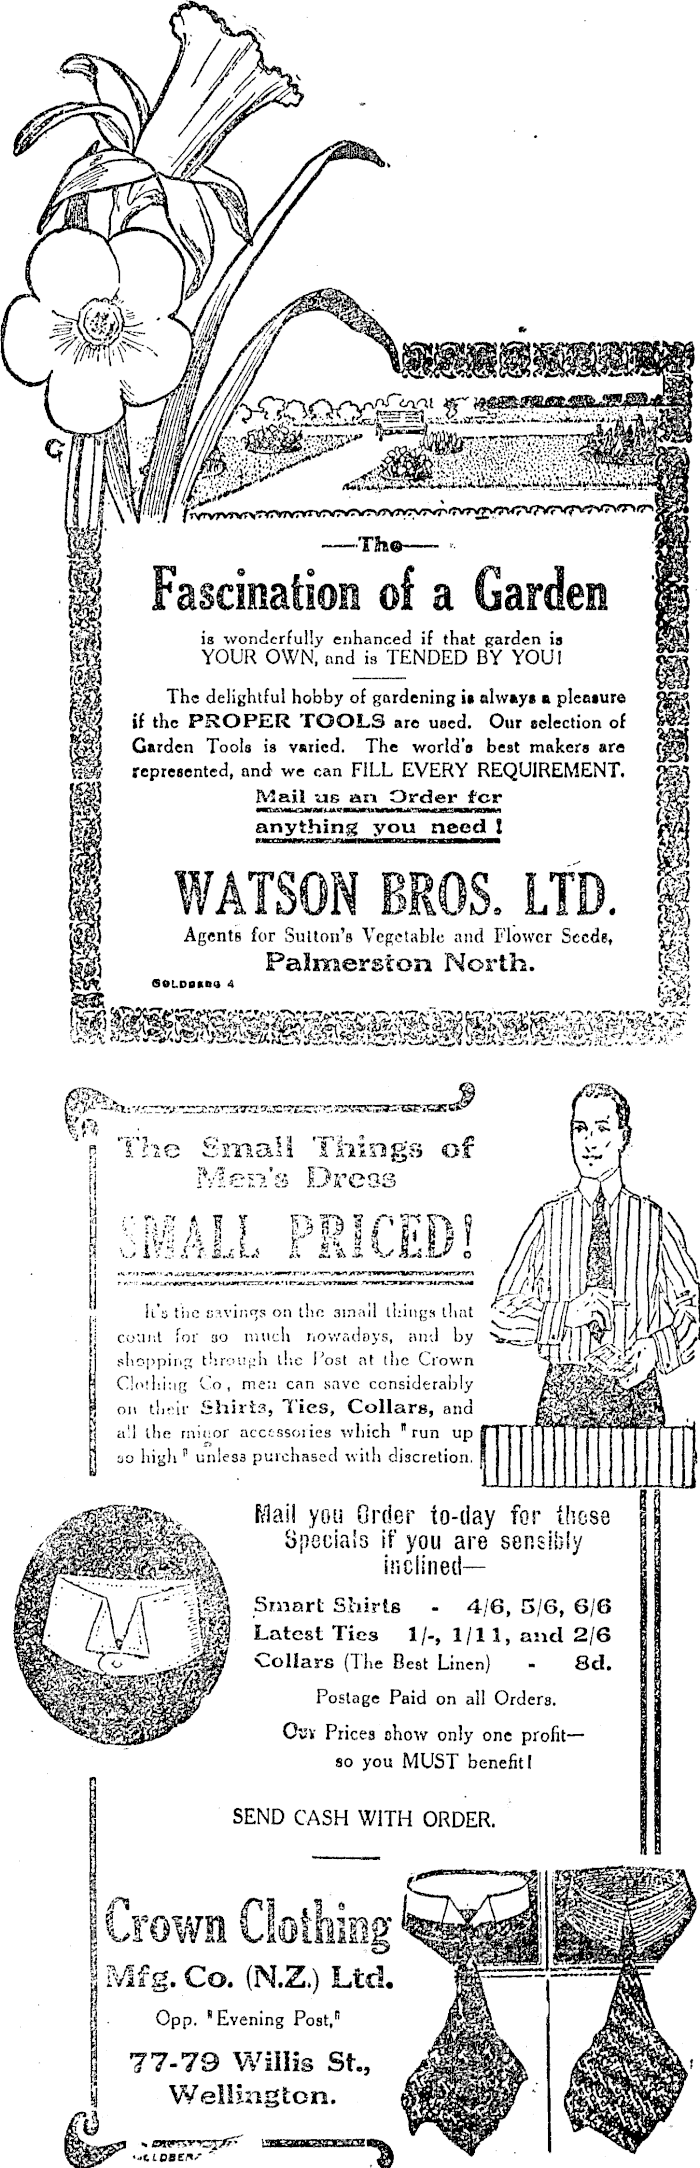 G
—The—
Fascination of a Garden
is wonderfully enhanced if that garden is
YOUR OWN, and is TENDED BY YOU!
The delightful hobby of gardening is always a pleasure
if the PROPER TOOLS are used. Our selection of
Garden Tools is varied. The world's best makers are
represented, and we can FILL EVERY REQUIREMENT.
Mail us an Order for
anything you need !
WATSON BROS. LTD.
Agents for Sutton's Vegetable and Flower Seeds,
Palmerston North.
GOLDBERG 4
The Small Things of
Men's Dress
SMALL PRICED!
It's the savings on the small things that
count for so much nowadays, and by
shopping through the Post at the Crown
Clothing Co, men can save considerably
on their Shirts, Ties, Collars, and
all the minor accessories which "run up
so high" unless purchased with discretion.
Mail you Order to-day for these
Specials if you are sensibly
inclined—
Smart Shirts - 4/6, 5/6, 6/6
Latest Ties 1/-, 1/11, and 2/6
Collars (The Best Linen) - 8d.
Postage Paid on all Orders.
Our Prices show only one profit—
so you MUST benefit!
SEND CASH WITH ORDER.
Crown Clothing
Mfg. Co. (N.Z.) Ltd.
Opp. "Evening Post,"
77-79 Willis St.,
Wellington.